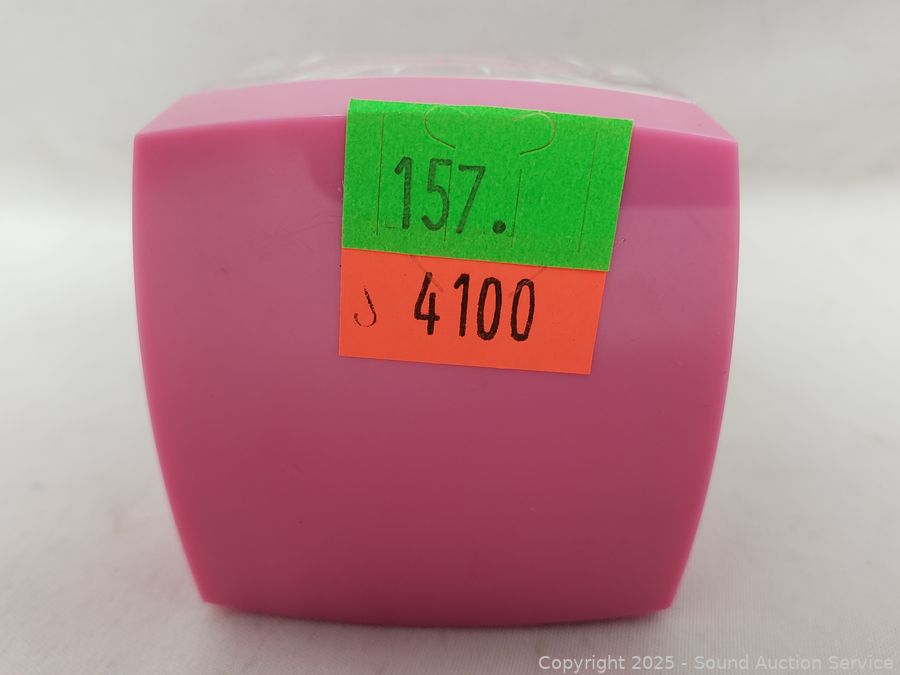 157.
J 4100
Copyright 2025 - Sound Auction Service